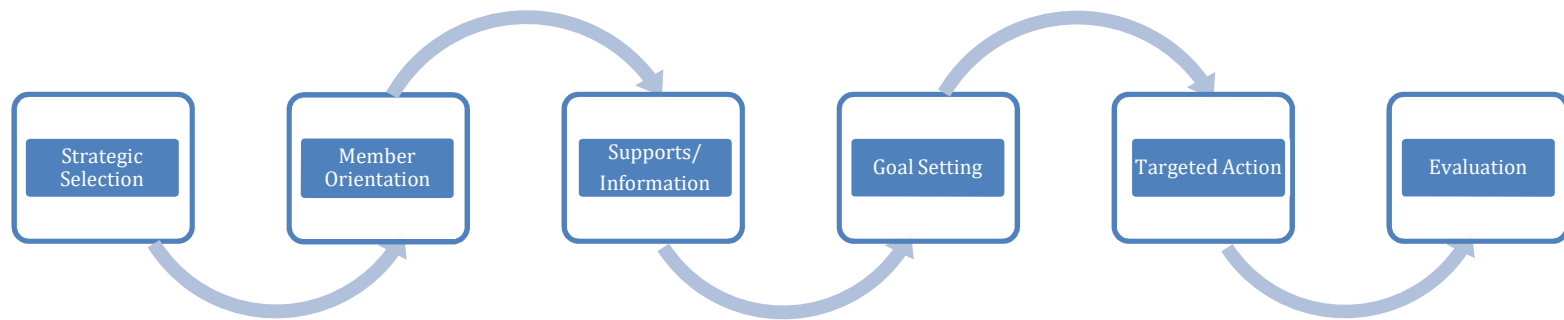 Strategic
Selection
Member
Orientation
Supports/
Information
Goal Setting
Targeted Action
Evaluation